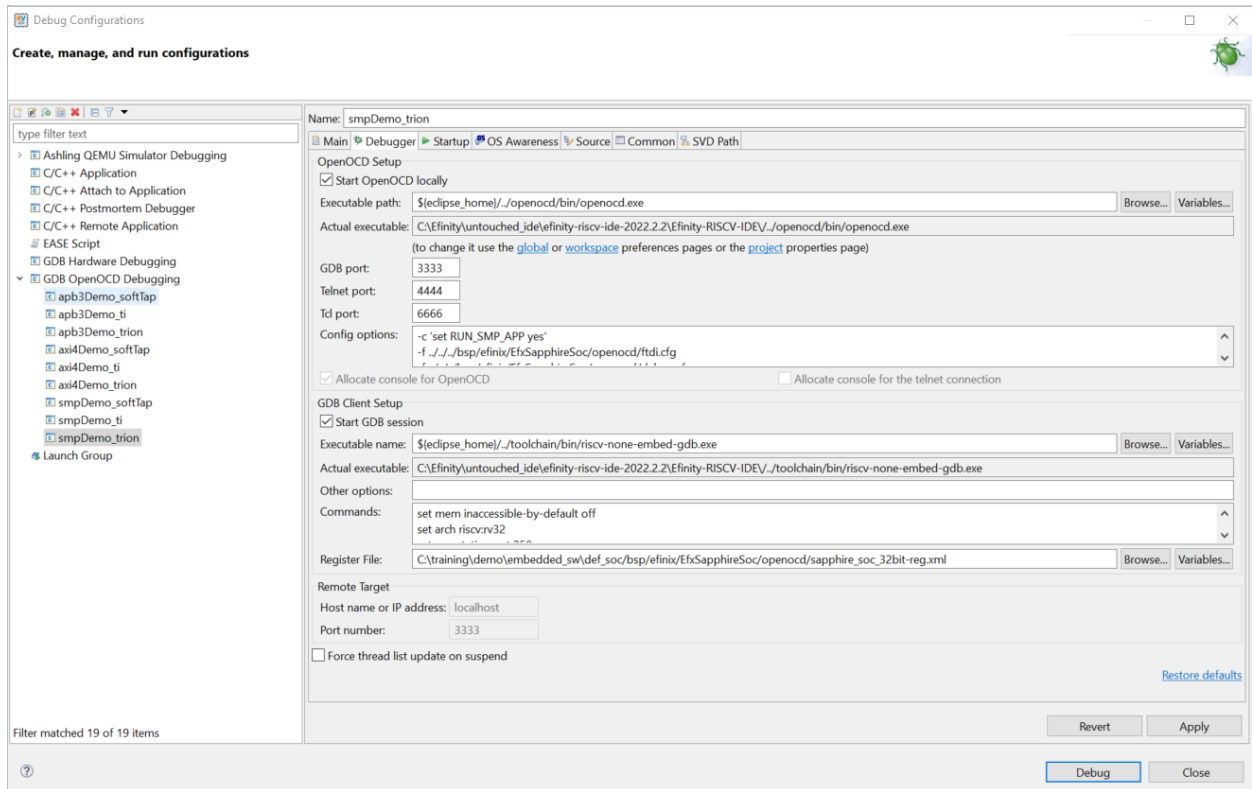 Debug Configurations
Create, manage, and run configurations
type filter text
Ashling QEMU Simulator Debugging
C/C++ Application
C/C++ Attach to Application
C/C++ Postmortem Debugger
C/C++ Remote Application
EASE Script
GDB Hardware Debugging
GDB OpenOCD Debugging
apb3Demo_softTap
apb3Demo_ti
apb3Demo_trion
axi4Demo_softTap
axi4Demo_ti
axi4Demo_trion
smpDemo_softTap
smpDemo_ti
smpDemo_trion
Launch Group
Filter matched 19 of 19 items
Name: smpDemo_trion
Main Debugger Startup OS Awareness Source Common SVD Path
OpenOCD Setup
Start OpenOCD locally
Executable path: ${eclipse_home}/../openocd/bin/openocd.exe Browse... Variables...
Actual executable: C:\Efinity\untouched_ide\efinity-riscv-ide-2022.2.2\Efinity-RISCV-IDE\/../openocd/bin/openocd.exe
(to change it use the global or workspace preferences pages or the project properties page)
GDB port: 3333
Telnet port: 4444
Tcl port: 6666
Config options: -c 'set RUN_SMP_APP yes'
-f ../../../bsp/efinix/EfxSapphireSoc/openocd/ftdi.cfg
Allocate console for OpenOCD Allocate console for the telnet connection
GDB Client Setup
Start GDB session
Executable name: ${eclipse_home}/../toolchain/bin/riscv-none-embed-gdb.exe Browse... Variables...
Actual executable: C:\Efinity\untouched_ide\efinity-riscv-ide-2022.2.2\Efinity-RISCV-IDE\/../toolchain/bin/riscv-none-embed-gdb.exe
Other options:
Commands: set mem inaccessible-by-default off
set arch riscv:rv32
Register File: C:\training\demo\embedded_sw\def_soc/bsp/efinix/EfxSapphireSoc/openocd/sapphire_soc_32bit-reg.xml Browse... Variables...
Remote Target
Host name or IP address: localhost
Port number: 3333
Force thread list update on suspend
Restore defaults
Revert Apply
Debug Close